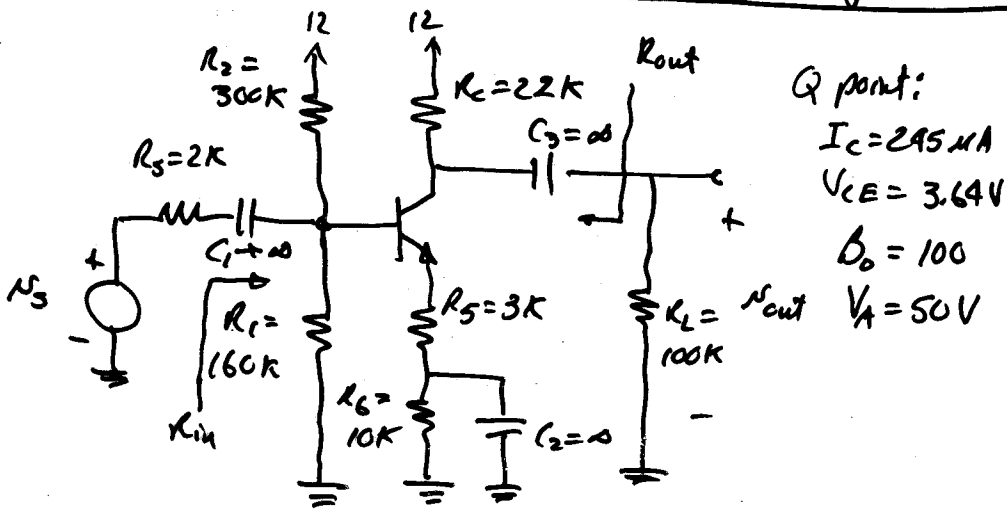 12
12
R2 =
300K
Rc=22K
Rout
Q point:
C3=∞
IC=245 μA
Rs=2K
VCE= 3.64V
+
C1→∞
+
βo = 100
vs
R5=3K
RL=
vout
VA=50V
R1=
100K
-
160K
R6=
-
Rin
10K
C2=∞